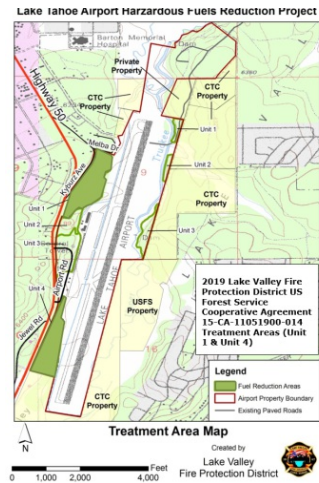 Lake Tahoe Airport Harzardous Fuels Reduction Project
Barton Memorial
Hospital
Private
Property
CTC
Property
CTC
Property
Highway 50
Melba Dr
Kyburz Ave
Unit 1
Unit 2
Unit 1
Unit 2
Unit 3
CTC
Property
9
Unit 3
Airport Rd
Unit 4
Jewel Rd
LAKE TAHOE AIRPORT
USFS
Property
16
CTC
Property
2019 Lake Valley Fire
Protection District US
Forest Service
Cooperative Agreement
15-CA-11051900-014
Treatment Areas (Unit
1 & Unit 4)
Legend
Fuel Reduction Areas
Airport Property Boundary
Existing Paved Roads
Treatment Area Map
N
Created by
Lake Valley
Fire Protection District
Feet
0 1,000 2,000 4,000